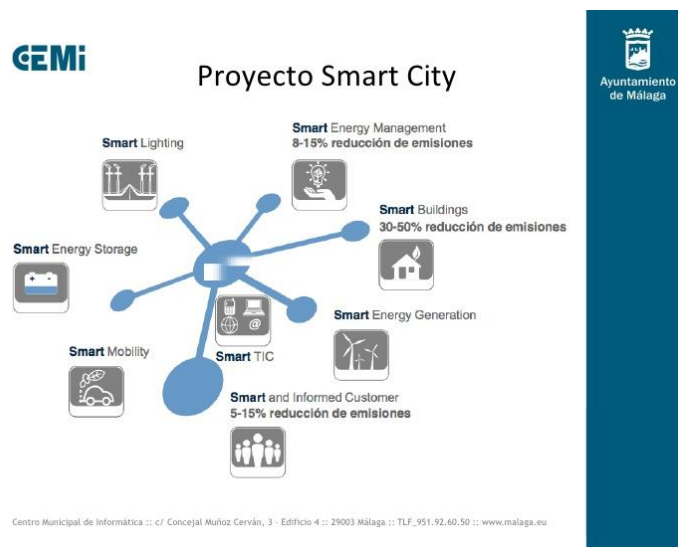 CEMi
Proyecto Smart City
Ayuntamiento
de Málaga
Smart Lighting
Smart Energy Management
8-15% reducción de emisiones
Smart Buildings
30-50% reducción de emisiones
Smart Energy Storage
+ -
Smart Energy Generation
@
Smart Mobility
Smart TIC
Smart and Informed Customer
5-15% reducción de emisiones
Centro Municipal de Informática :: c/ Concejal Muñoz Cerván, 3 - Edificio 4 :: 29003 Málaga :: TLF_951.92.60.50 :: www.malaga.eu